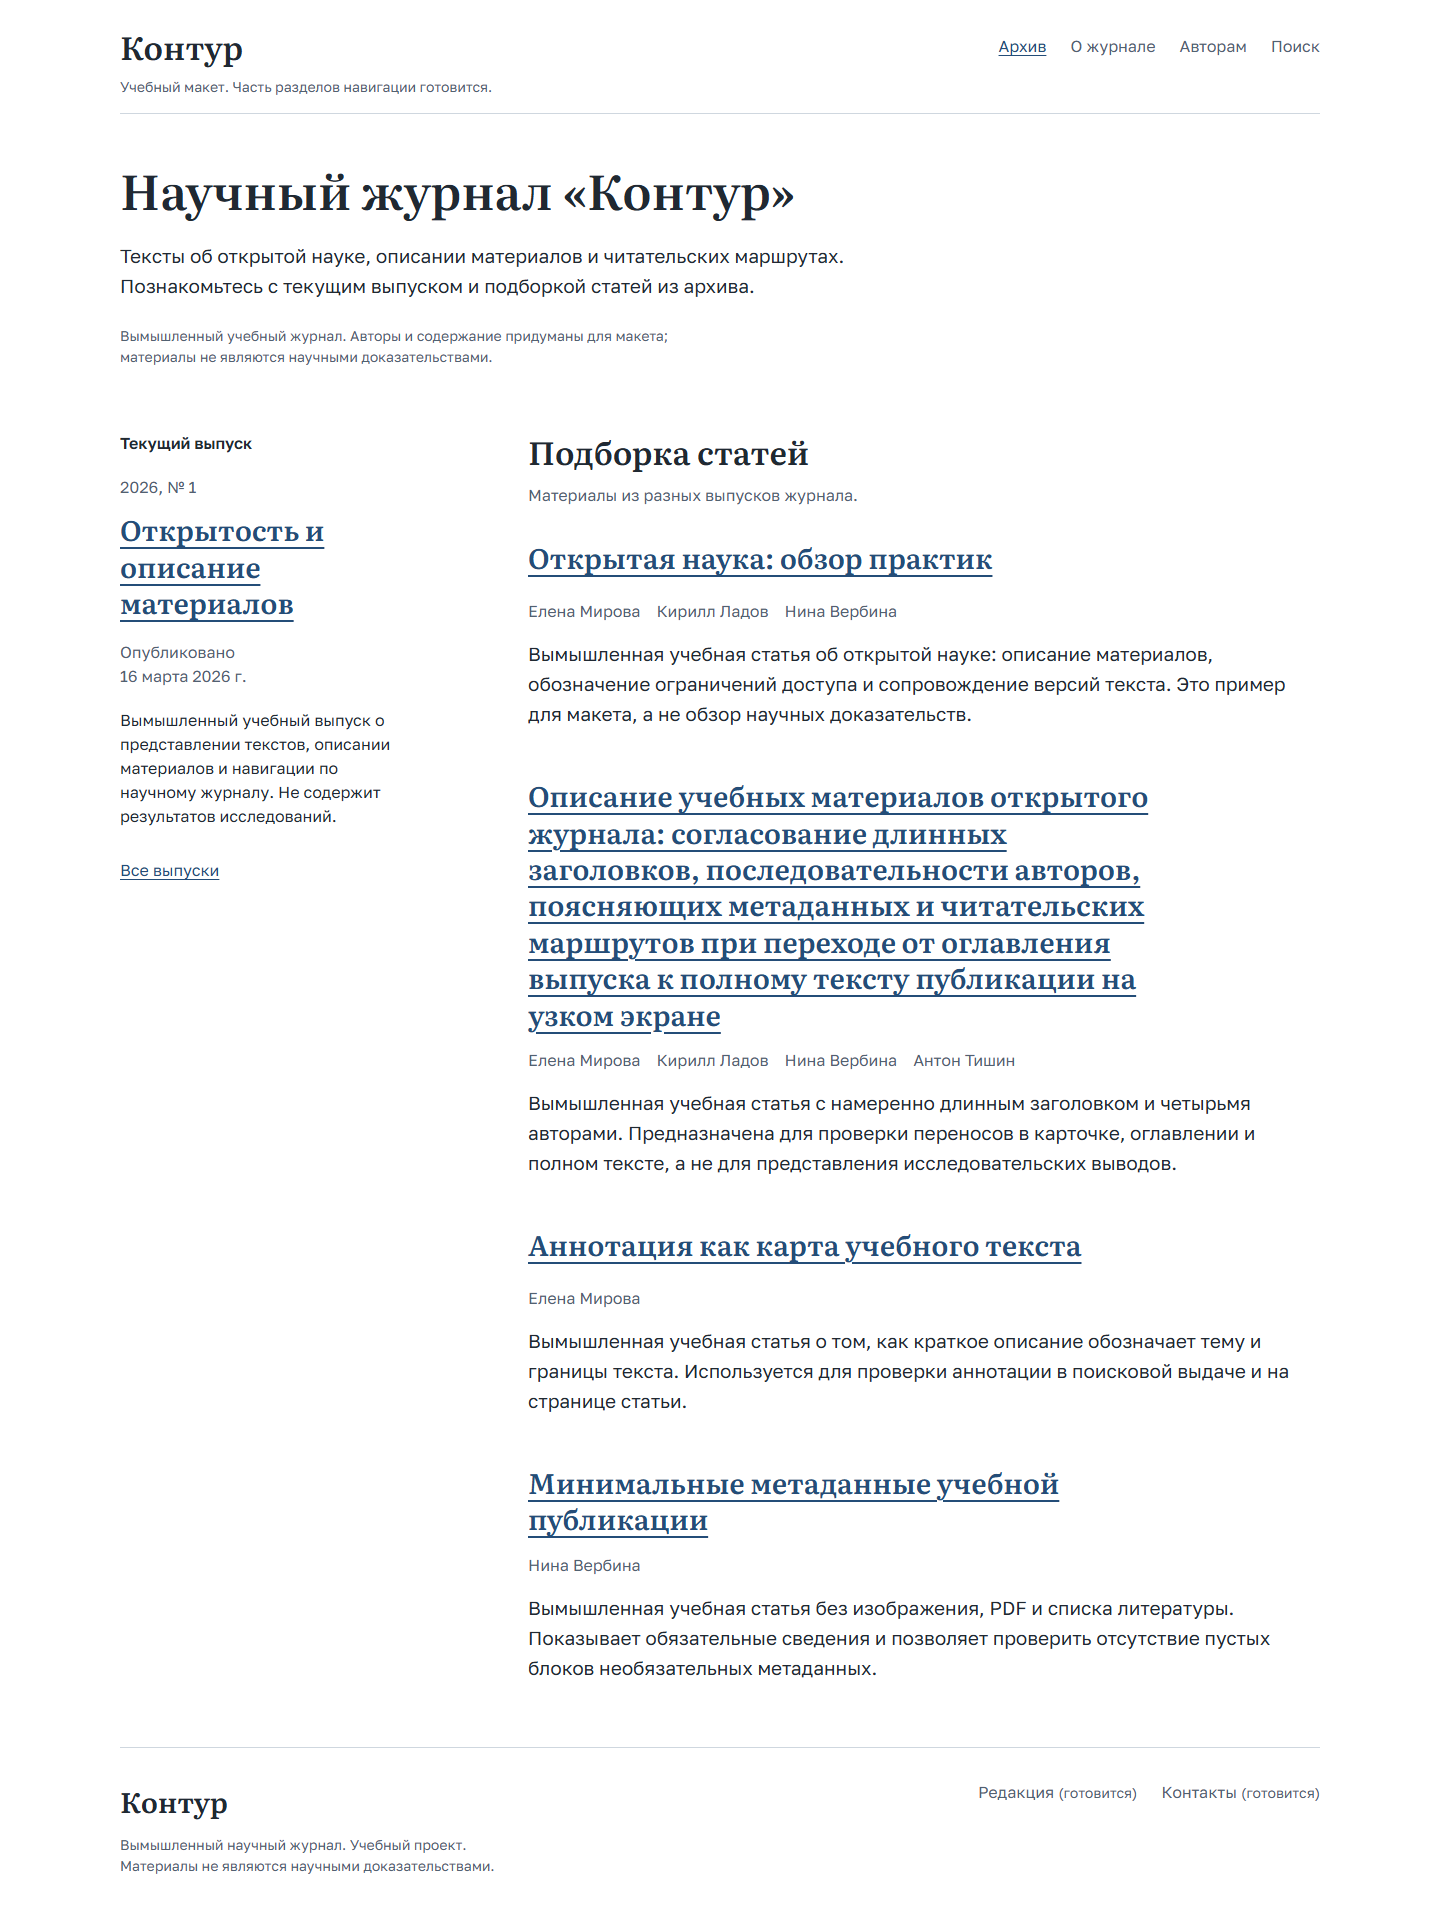 Контур
Архив О журнале Авторам Поиск
Учебный макет. Часть разделов навигации готовится.
Научный журнал «Контур»
Тексты об открытой науке, описании материалов и читательских маршрутах.
Познакомьтесь с текущим выпуском и подборкой статей из архива.
Вымышленный учебный журнал. Авторы и содержание придуманы для макета;
материалы не являются научными доказательствами.
Текущий выпуск
2026, № 1
Открытость и
описание
материалов
Опубликовано
16 марта 2026 г.
Вымышленный учебный выпуск о
представлении текстов, описании
материалов и навигации по
научному журналу. Не содержит
результатов исследований.
Все выпуски
Подборка статей
Материалы из разных выпусков журнала.
Открытая наука: обзор практик
Елена Мирова Кирилл Ладов Нина Вербина
Вымышленная учебная статья об открытой науке: описание материалов,
обозначение ограничений доступа и сопровождение версий текста. Это пример
для макета, а не обзор научных доказательств.
Описание учебных материалов открытого
журнала: согласование длинных
заголовков, последовательности авторов,
поясняющих метаданных и читательских
маршрутов при переходе от оглавления
выпуска к полному тексту публикации на
узком экране
Елена Мирова Кирилл Ладов Нина Вербина Антон Тишин
Вымышленная учебная статья с намеренно длинным заголовком и четырьмя
авторами. Предназначена для проверки переносов в карточке, оглавлении и
полном тексте, а не для представления исследовательских выводов.
Аннотация как карта учебного текста
Елена Мирова
Вымышленная учебная статья о том, как краткое описание обозначает тему и
границы текста. Используется для проверки аннотации в поисковой выдаче и на
странице статьи.
Минимальные метаданные учебной
публикации
Нина Вербина
Вымышленная учебная статья без изображения, PDF и списка литературы.
Показывает обязательные сведения и позволяет проверить отсутствие пустых
блоков необязательных метаданных.
Контур
Редакция (готовится) Контакты (готовится)
Вымышленный научный журнал. Учебный проект.
Материалы не являются научными доказательствами.